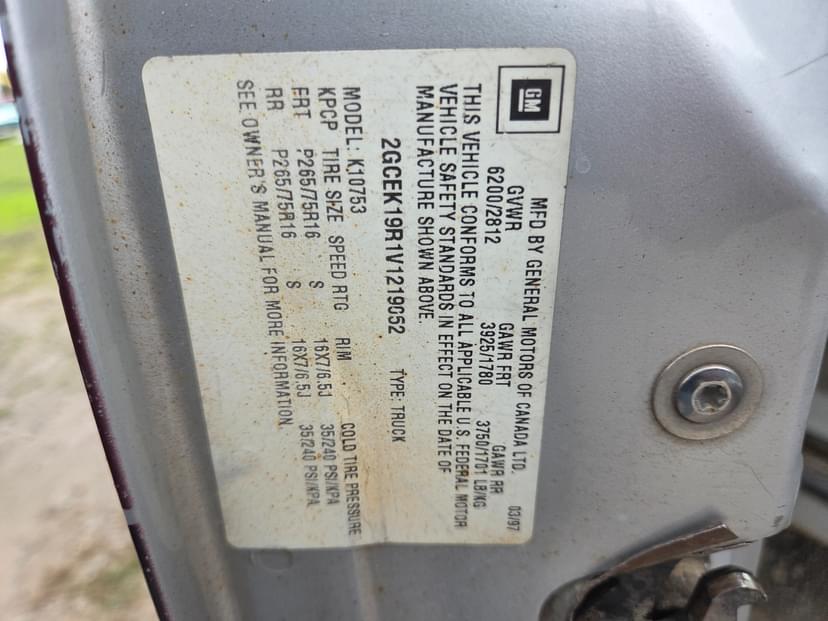 GM
MFD BY GENERAL MOTORS OF CANADA LTD. 03/97
GVWR GAWR FRT GAWR RR
6200/2812 3925/1780 3750/1701 LB/KG
THIS VEHICLE CONFORMS TO ALL APPLICABLE U.S. FEDERAL MOTOR
VEHICLE SAFETY STANDARDS IN EFFECT ON THE DATE OF
MANUFACTURE SHOWN ABOVE.
2GCEK19R1V1219052 TYPE: TRUCK
MODEL: K10753
KPCP TIRE SIZE SPEED RTG RIM COLD TIRE PRESSURE
FRT P265/75R16 S 16X7/6.5J 35/240 PSI/KPA
RR P265/75R16 S 16X7/6.5J 35/240 PSI/KPA
SEE OWNER'S MANUAL FOR MORE INFORMATION.